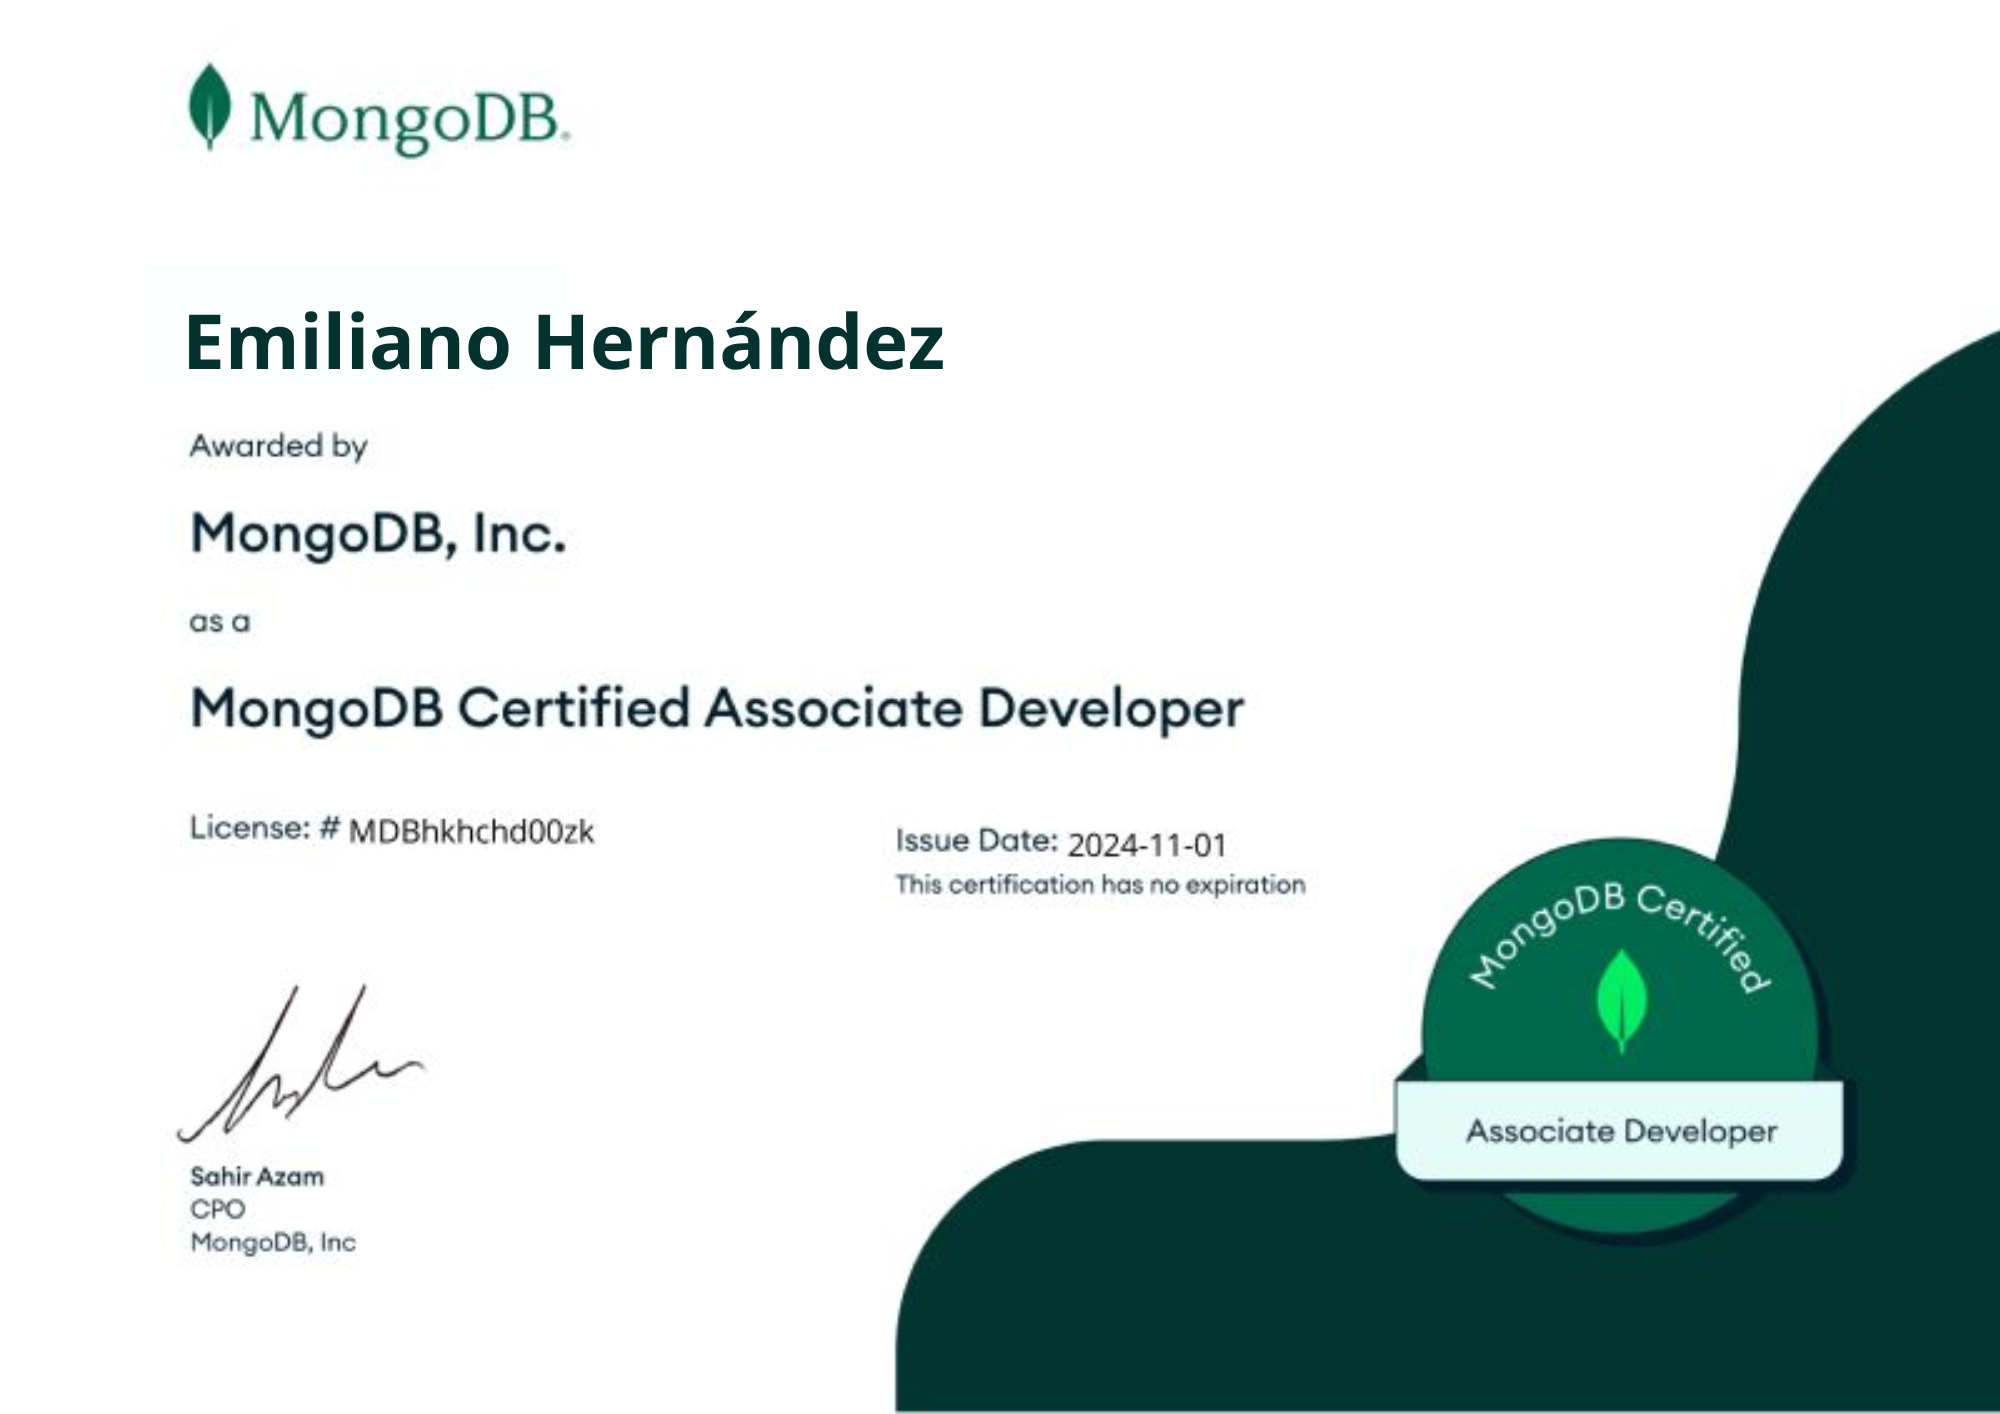 MongoDB®
Emiliano Hernández
Awarded by
MongoDB, Inc.
as a
MongoDB Certified Associate Developer
License: # MDBhkhchd00zk
Issue Date: 2024-11-01
This certification has no expiration
MongoDB Certified
Associate Developer
Sahir Azam
CPO
MongoDB, Inc